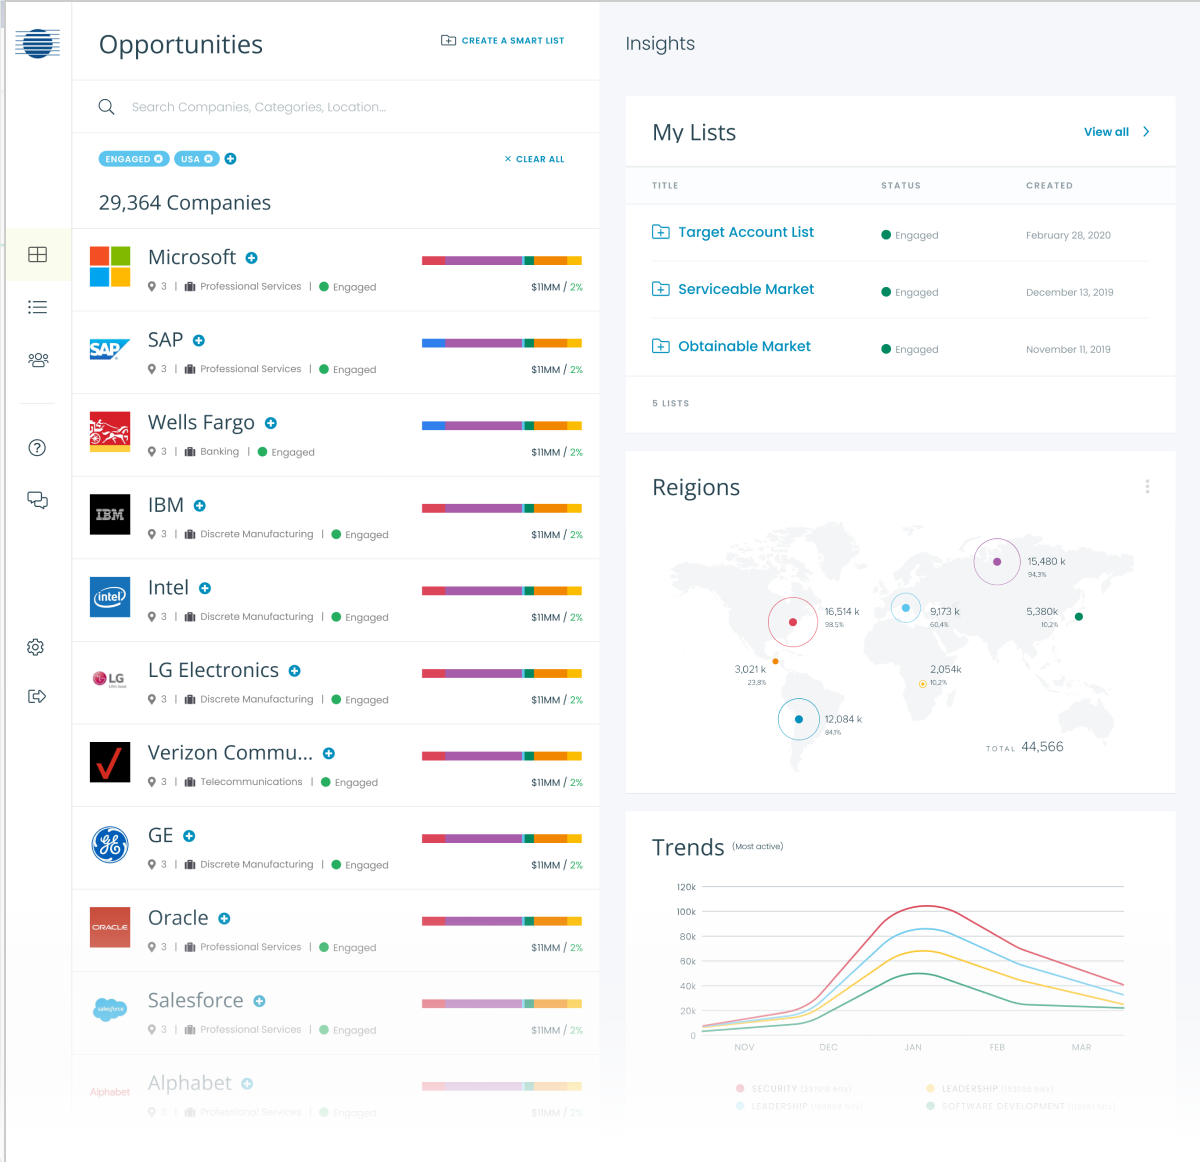 Opportunities
CREATE A SMART LIST
Search Companies, Categories, Location...
ENGAGED
USA
CLEAR ALL
29,364 Companies
Microsoft
3 | Professional Services | Engaged
$11MM / 2%
SAP
SAP
3 | Professional Services | Engaged
$11MM / 2%
Wells Fargo
3 | Banking | Engaged
$11MM / 2%
IBM
IBM
3 | Discrete Manufacturing | Engaged
$11MM / 2%
intel
Intel
3 | Discrete Manufacturing | Engaged
$11MM / 2%
LG
LG Electronics
3 | Discrete Manufacturing | Engaged
$11MM / 2%
Verizon Commu...
3 | Telecommunications | Engaged
$11MM / 2%
GE
GE
3 | Discrete Manufacturing | Engaged
$11MM / 2%
ORACLE
Oracle
3 | Professional Services | Engaged
$11MM / 2%
salesforce
Salesforce
3 | Professional Services | Engaged
$11MM / 2%
Alphabet
Alphabet
3 | Professional Services | Engaged
$11MM / 2%
Insights
My Lists
View all
TITLE STATUS CREATED
Target Account List Engaged February 28, 2020
Serviceable Market Engaged December 13, 2019
Obtainable Market Engaged November 11, 2019
5 LISTS
Reigions
15,480 k
94,3%
16,514 k
98,5%
9,173 k
60,4%
5,380k
10,2%
3,021 k
23,8%
2,054k
10,2%
12,084 k
84,1%
TOTAL 44,566
Trends (Most active)
120k
100k
80k
60k
40k
20k
0
NOV DEC JAN FEB MAR
SECURITY
LEADERSHIP
LEADERSHIP
SOFTWARE DEVELOPMENT